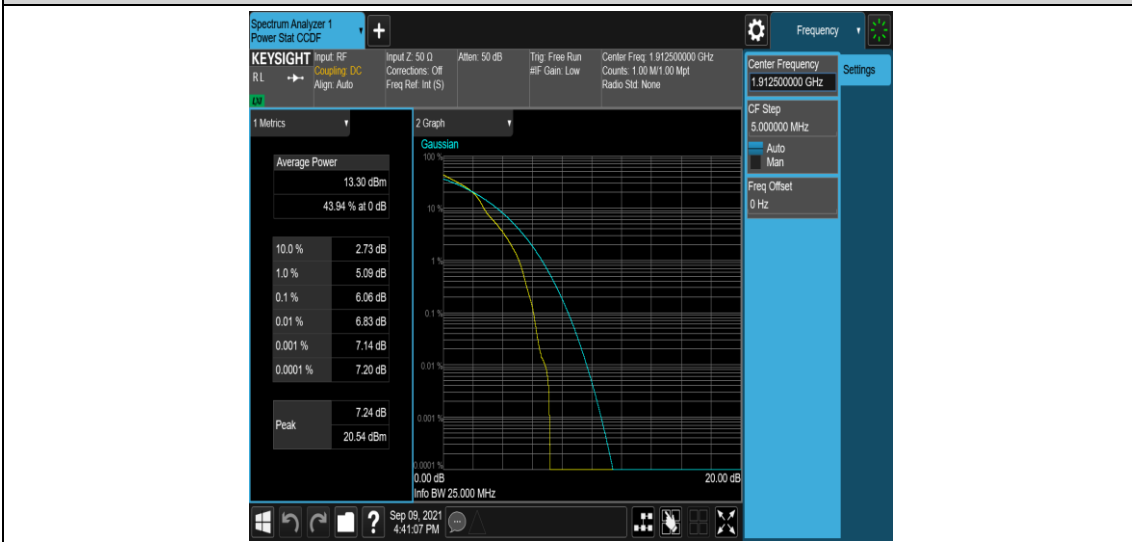 Spectrum Analyzer 1
Power Stat CCDF
+
Frequency
KEYSIGHT
RL
LXI
Input: RF
Coupling: DC
Align: Auto
Input Z: 50 Ω
Corrections: Off
Freq Ref: Int (S)
Atten: 50 dB
Trig: Free Run
#IF Gain: Low
Center Freq: 1.912500000 GHz
Counts: 1.00 M/1.00 Mpt
Radio Std: None
Center Frequency
1.912500000 GHz
Settings
CF Step
5.000000 MHz
Auto
Man
Freq Offset
0 Hz
1 Metrics
Average Power
13.30 dBm
43.94 % at 0 dB
10.0 % 2.73 dB
1.0 % 5.09 dB
0.1 % 6.06 dB
0.01 % 6.83 dB
0.001 % 7.14 dB
0.0001 % 7.20 dB
Peak
7.24 dB
20.54 dBm
2 Graph
Gaussian
100 %
10 %
1 %
0.1 %
0.01 %
0.001 %
0.0001 %
0.00 dB 20.00 dB
Info BW 25.000 MHz
?
Sep 09, 2021
4:41:07 PM